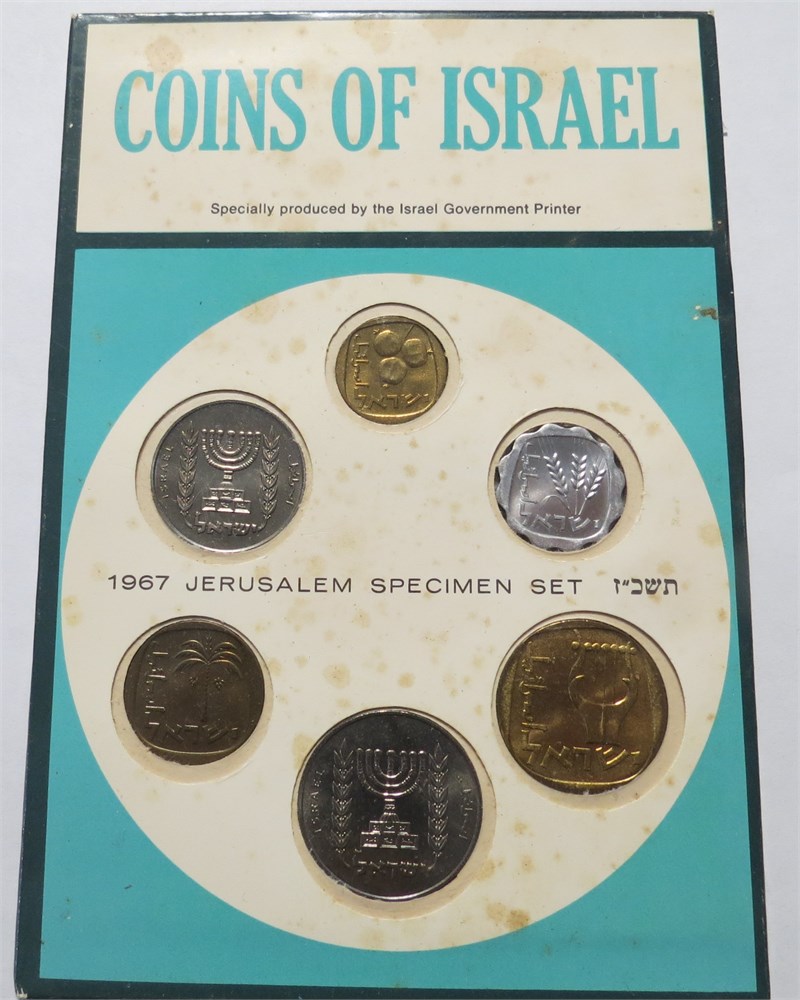 COINS OF ISRAEL
Specially produced by the Israel Government Printer
ישראל
ISRAEL
ישראל
ישראל
1967 JERUSALEM SPECIMEN SET תשכ״ז
ישראל
ישראל
ISRAEL
ישראל